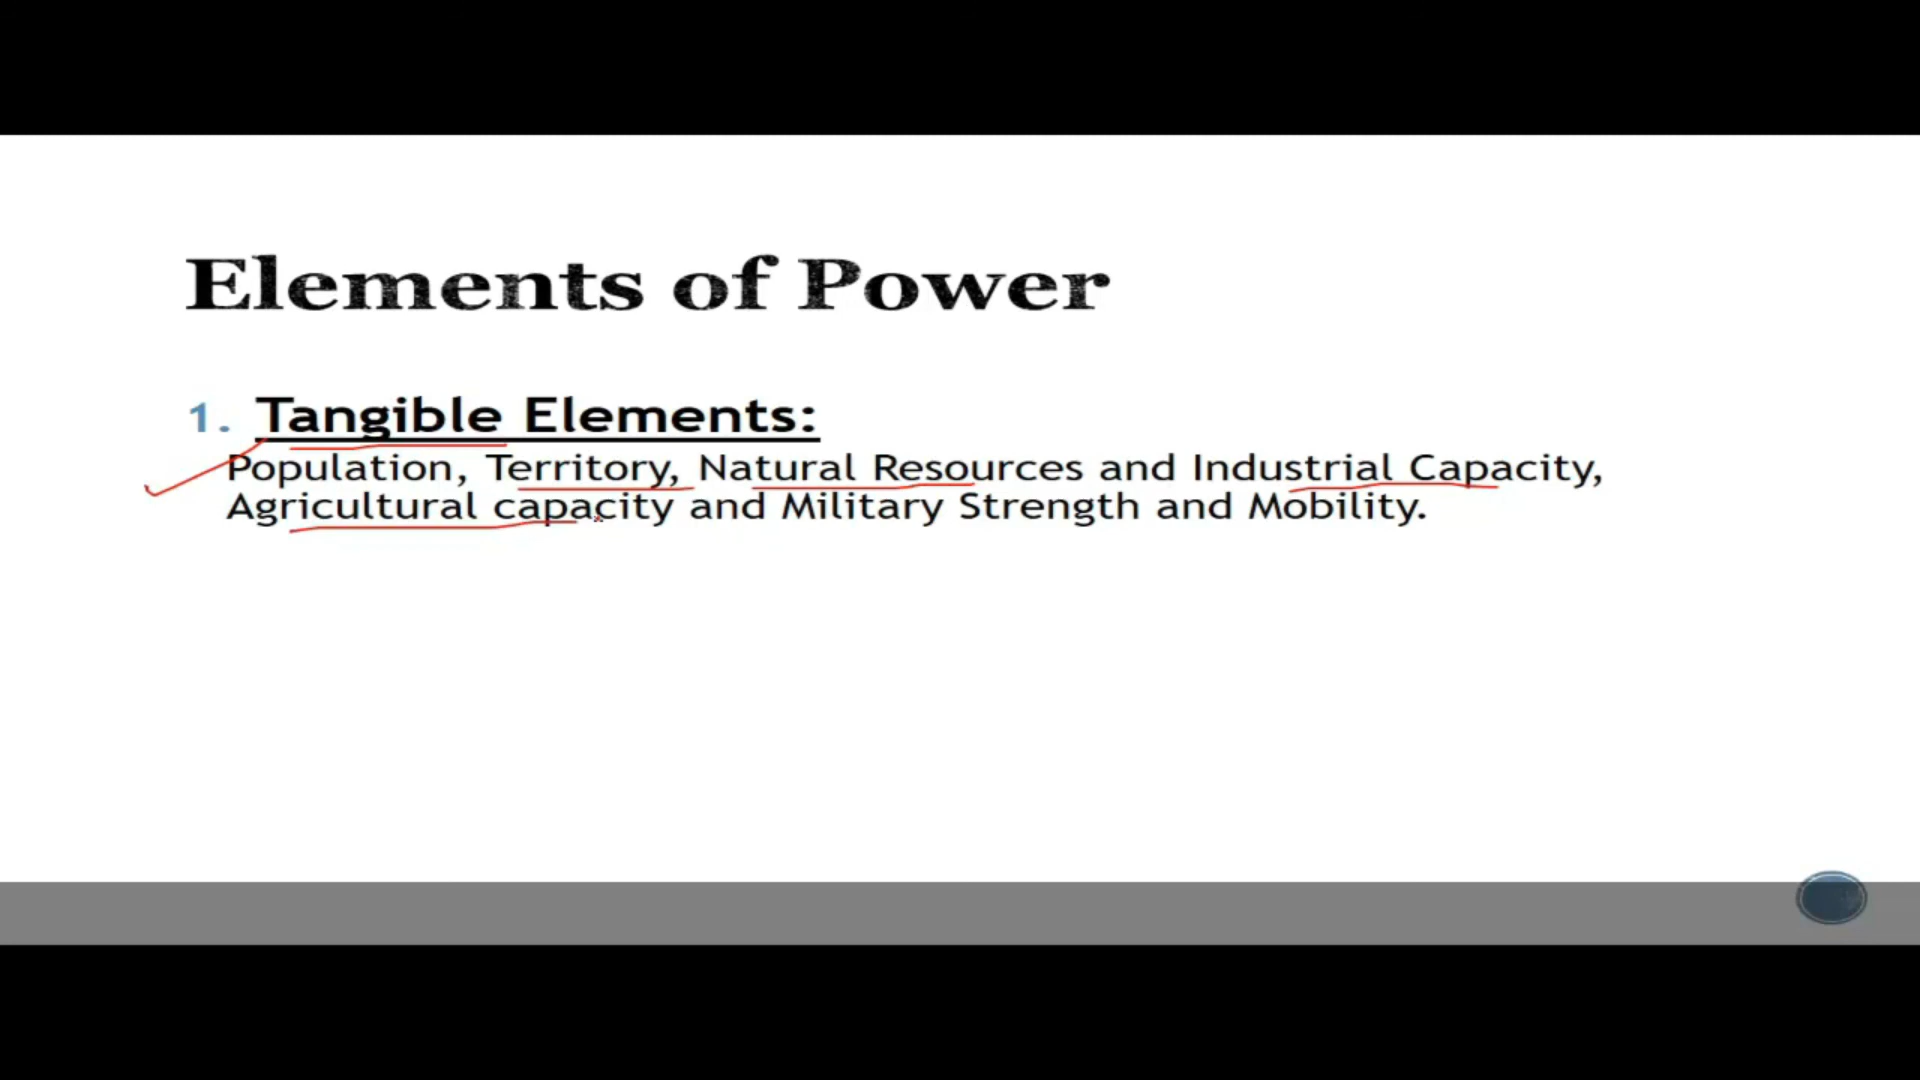 Elements of Power
1. Tangible Elements:
Population, Territory, Natural Resources and Industrial Capacity,
Agricultural capacity and Military Strength and Mobility.